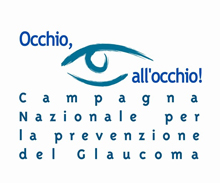 Occhio,
all'occhio!
Campagna
Nazionale per
la prevenzione
del Glaucoma